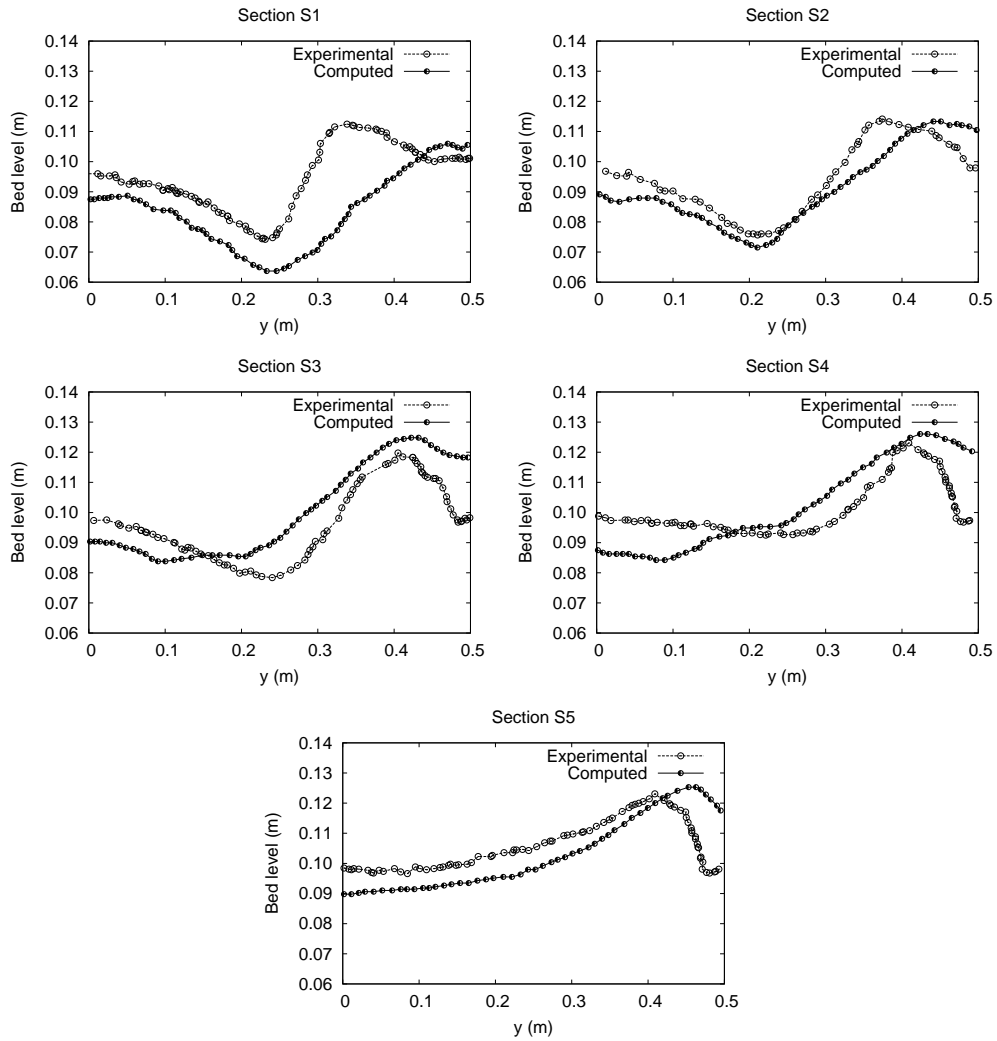 Section S1
Bed level (m)
0.14
0.13
0.12
0.11
0.10
0.09
0.08
0.07
0.06
Experimental
Computed
0 0.1 0.2 0.3 0.4 0.5
y (m)
Section S2
Bed level (m)
0.14
0.13
0.12
0.11
0.10
0.09
0.08
0.07
0.06
Experimental
Computed
0 0.1 0.2 0.3 0.4 0.5
y (m)
Section S3
Bed level (m)
0.14
0.13
0.12
0.11
0.10
0.09
0.08
0.07
0.06
Experimental
Computed
0 0.1 0.2 0.3 0.4 0.5
y (m)
Section S4
Bed level (m)
0.14
0.13
0.12
0.11
0.10
0.09
0.08
0.07
0.06
Experimental
Computed
0 0.1 0.2 0.3 0.4 0.5
y (m)
Section S5
Bed level (m)
0.14
0.13
0.12
0.11
0.10
0.09
0.08
0.07
0.06
Experimental
Computed
0 0.1 0.2 0.3 0.4 0.5
y (m)